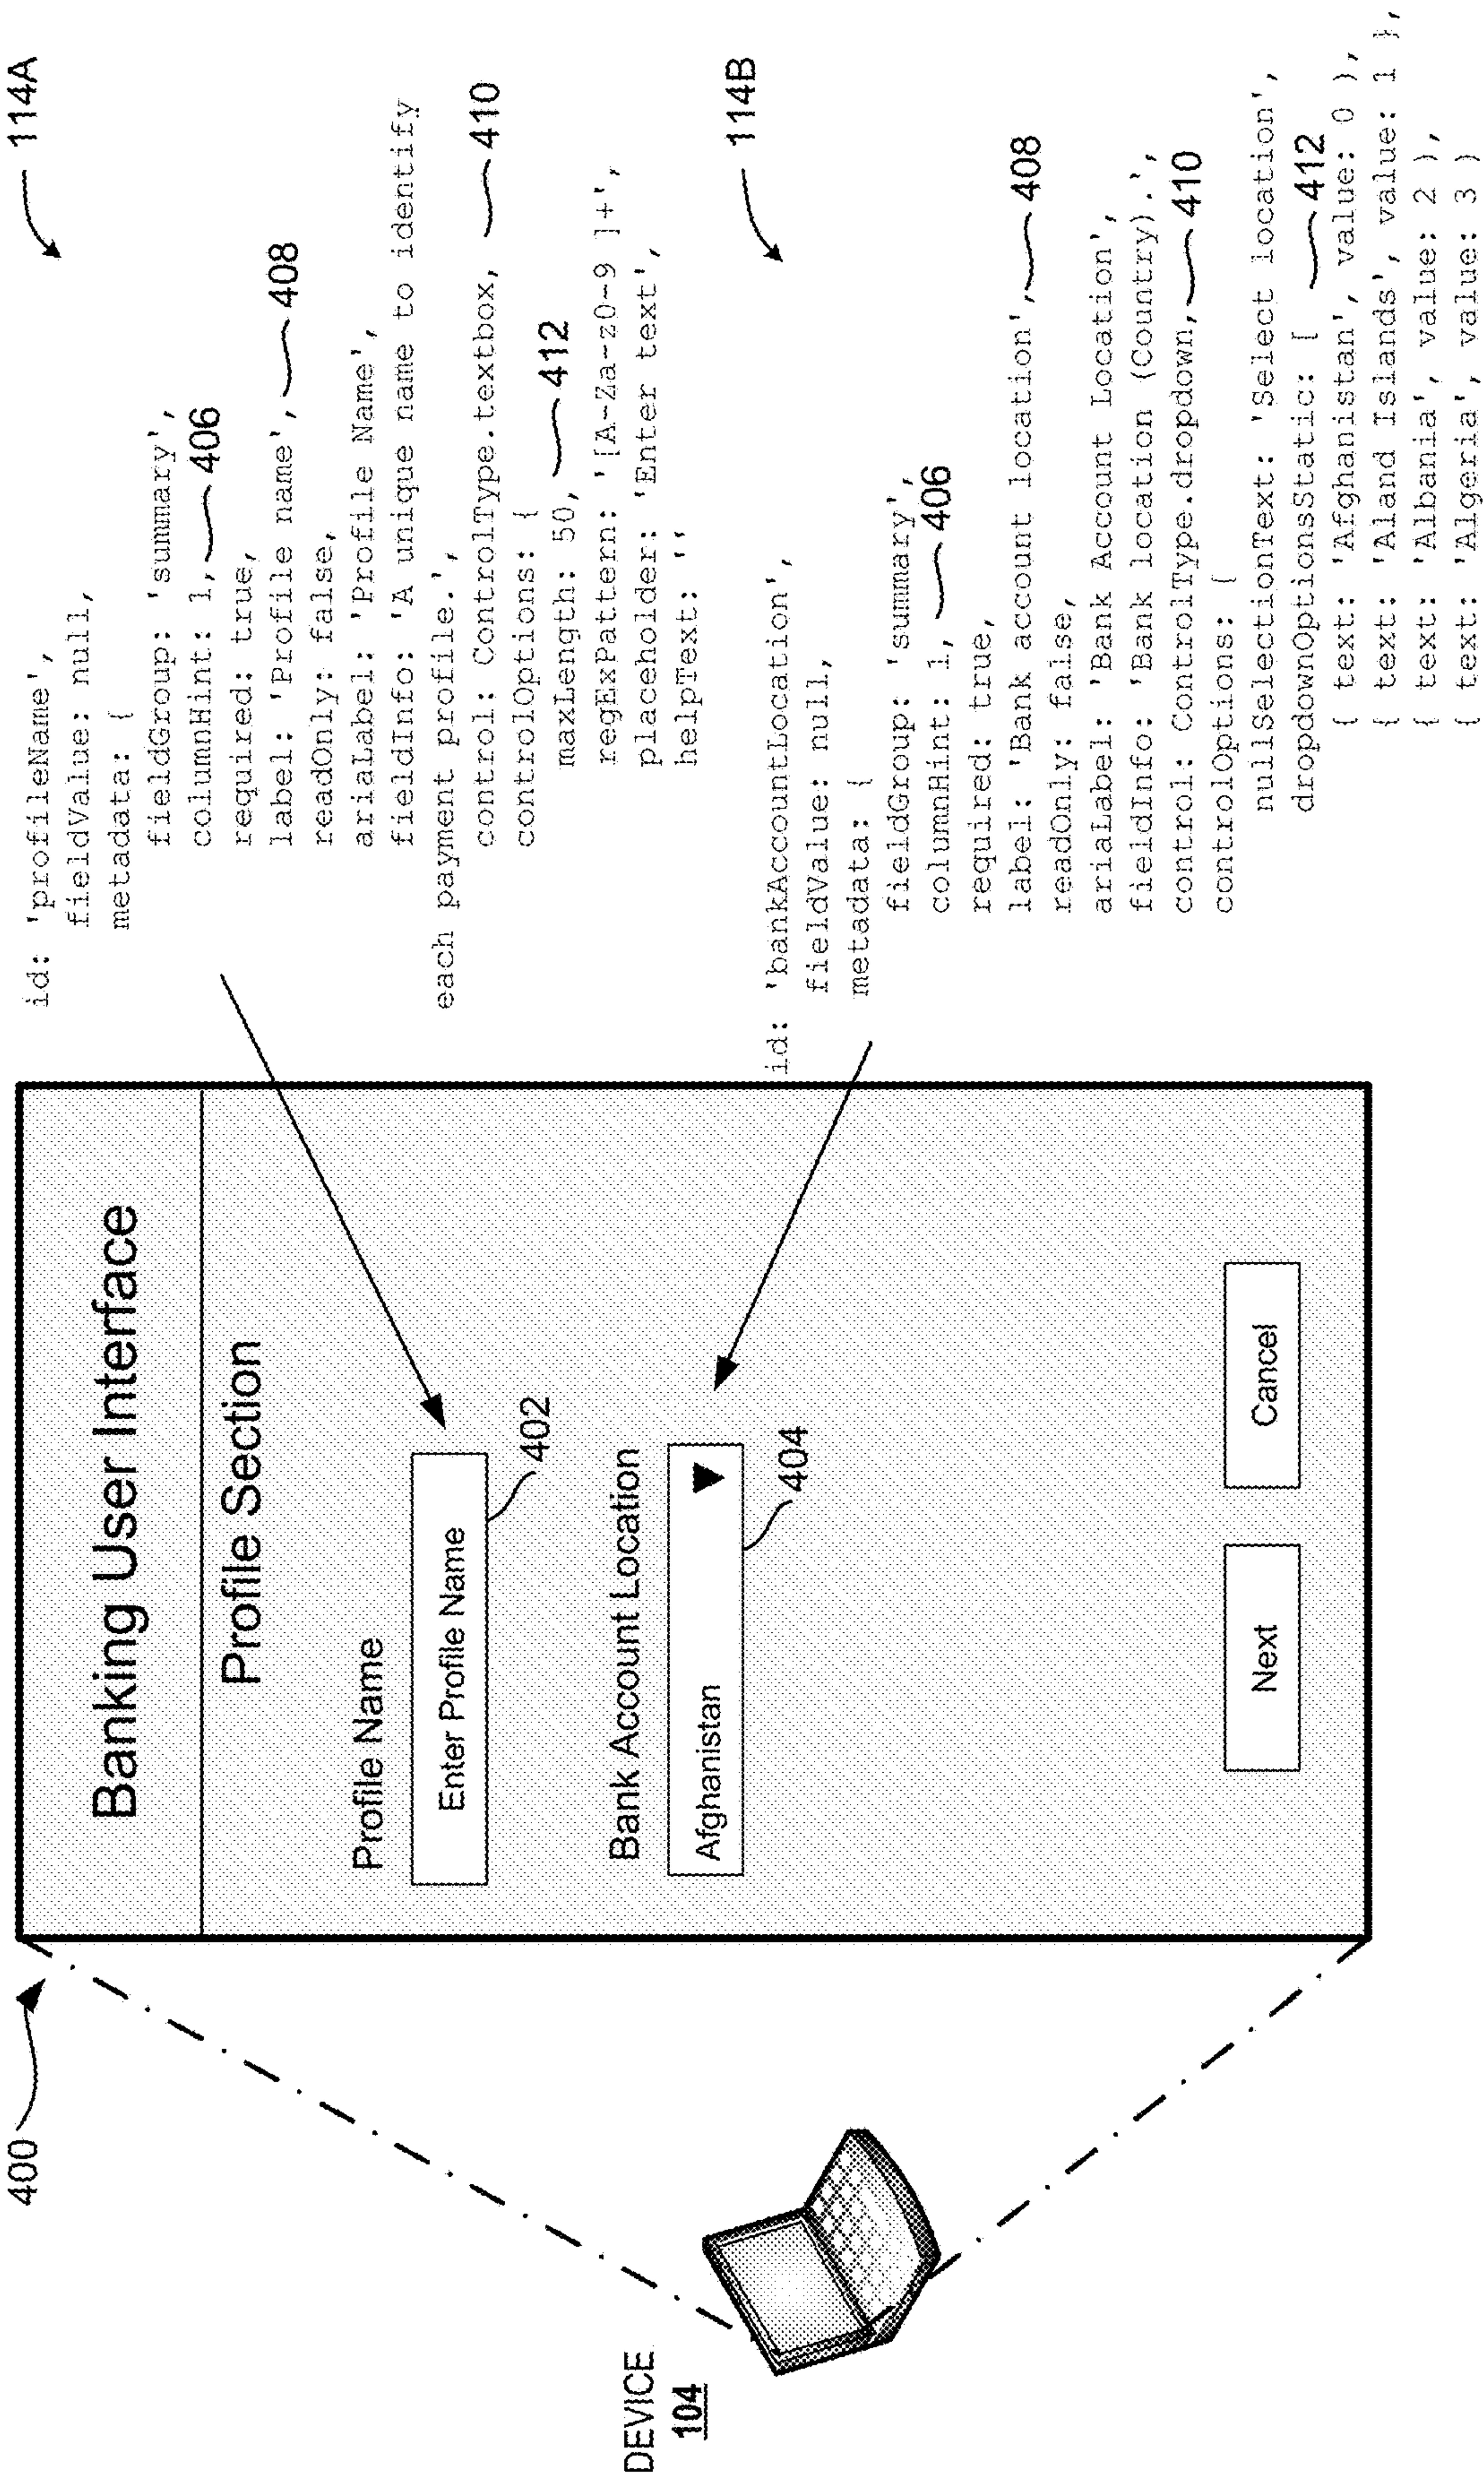 400
DEVICE
104
Banking User Interface
Profile Section
Profile Name
Enter Profile Name
402
Bank Account Location
Afghanistan
404
Next
Cancel
114A
id: 'profileName',
fieldValue: null,
metadata: {
fieldGroup: 'summary',
columnHint: 1, 406
required: true,
label: 'Profile name', 408
readOnly: false,
ariaLabel: 'Profile Name',
fieldInfo: 'A unique name to identify
each payment profile.',
control: ControlType.textbox, 410
controlOptions: {
maxLength: 50, 412
regExPattern: '[A-Za-z0-9 ]+',
placeholder: 'Enter text',
helpText: ''
114B
id: 'bankAccountLocation',
fieldValue: null,
metadata: {
fieldGroup: 'summary',
columnHint: 1, 406
required: true,
label: 'Bank account location', 408
readOnly: false,
ariaLabel: 'Bank Account Location',
fieldInfo: 'Bank location (Country).',
control: ControlType.dropdown, 410
controlOptions: {
nullSelectionText: 'Select location',
dropdownOptionsStatic: [ 412
{ text: 'Afghanistan', value: 0 },
{ text: 'Aland Islands', value: 1 },
{ text: 'Albania', value: 2 },
{ text: 'Algeria', value: 3 }